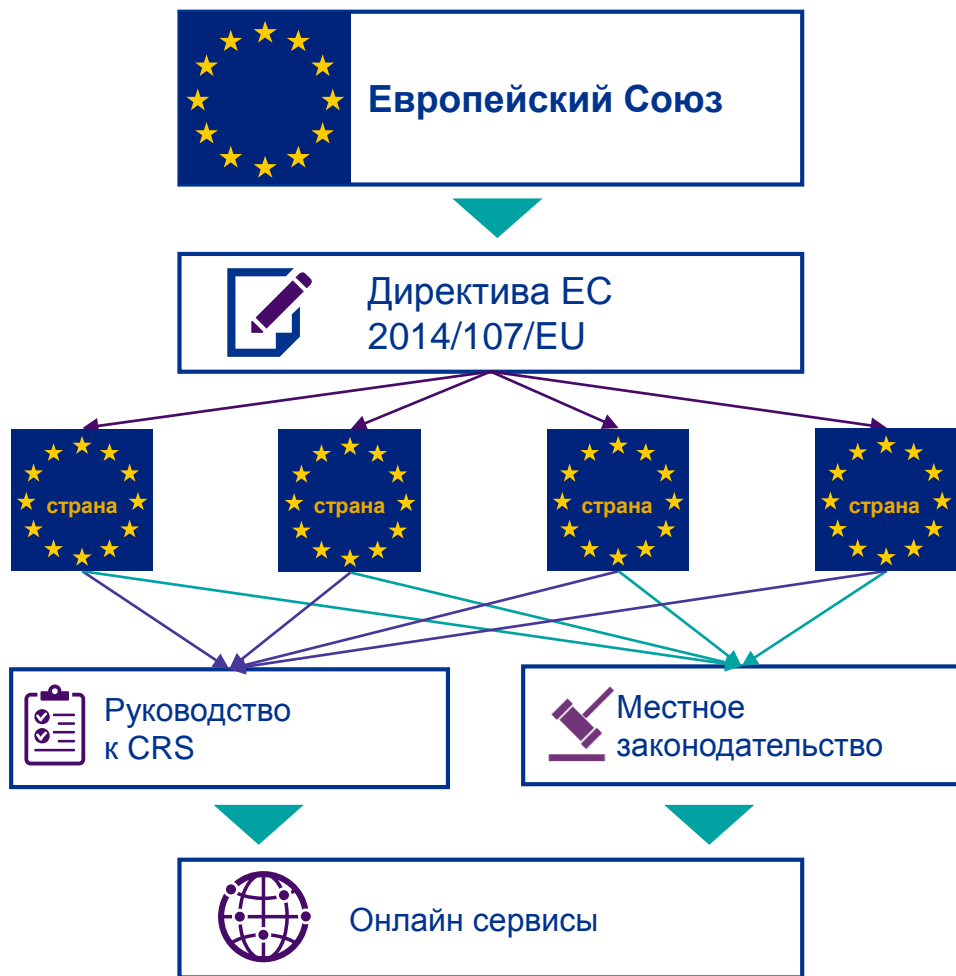 Европейский Союз
Директива ЕС
2014/107/EU
страна
страна
страна
страна
Руководство
к CRS
Местное
законодательство
Онлайн сервисы